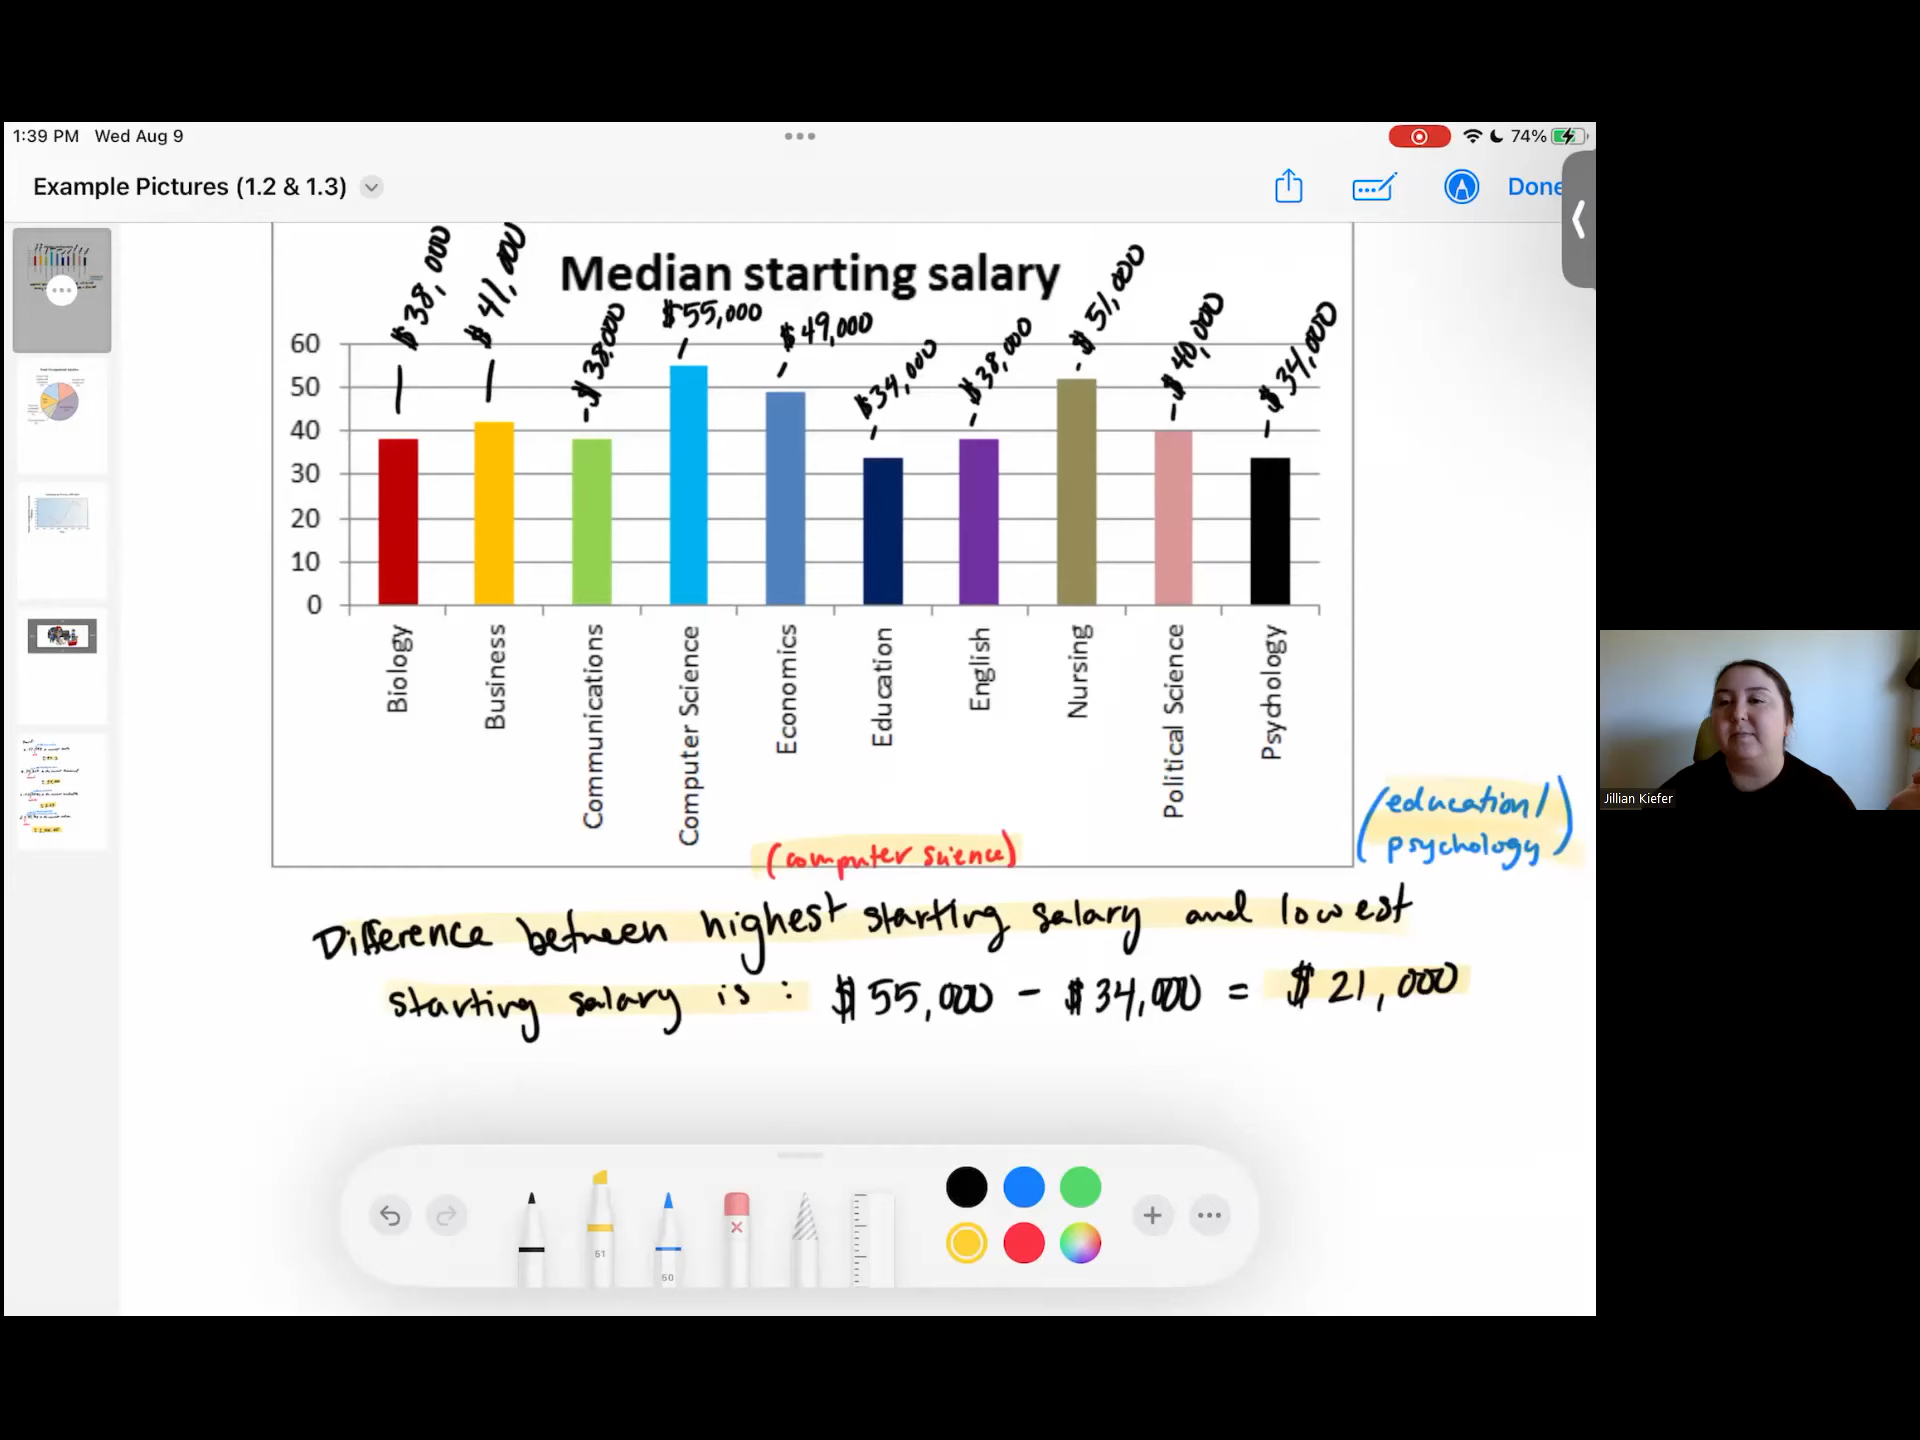 1:39 PM Wed Aug 9
74%
Example Pictures (1.2 & 1.3)
Done
Median starting salary
$38,000
$41,000
$38,000
$55,000
$49,000
$34,000
$38,000
$51,000
$40,000
$34,000
60
50
40
30
20
10
0
Biology
Business
Communications
Computer Science
Economics
Education
English
Nursing
Political Science
Psychology
(education/
psychology)
(computer science)
Difference between highest starting salary and lowest
starting salary is: $55,000 - $34,000 = $21,000
51
50
Jillian Kiefer